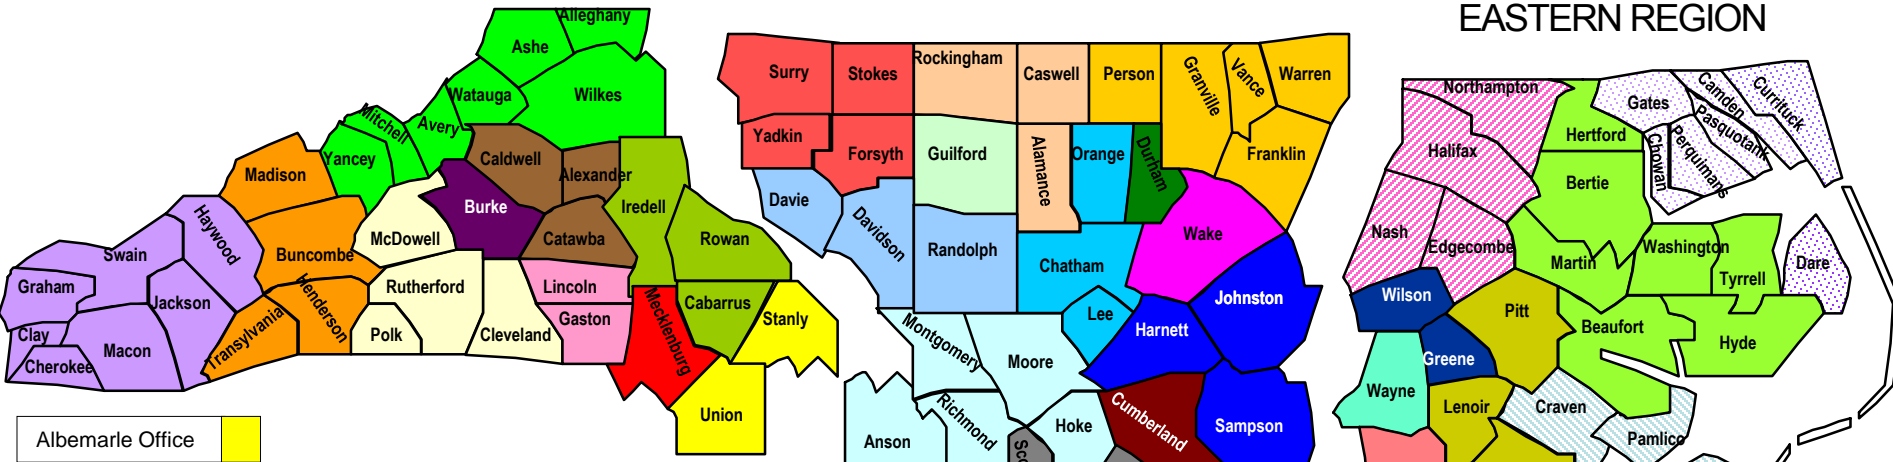 EASTERN REGION
Alleghany
Ashe
Watauga
Wilkes
Mitchell
Avery
Yancey
Caldwell
Alexander
Madison
Burke
Iredell
Haywood
McDowell
Catawba
Rowan
Swain
Buncombe
Graham
Jackson
Rutherford
Lincoln
Henderson
Mecklenburg
Cabarrus
Stanly
Gaston
Clay
Transylvania
Polk
Cleveland
Macon
Cherokee
Union
Albemarle Office
Surry
Stokes
Rockingham
Caswell
Person
Granville
Vance
Warren
Yadkin
Forsyth
Guilford
Alamance
Orange
Durham
Franklin
Davie
Davidson
Randolph
Wake
Chatham
Johnston
Lee
Harnett
Montgomery
Moore
Richmond
Hoke
Cumberland
Sampson
Anson
Sco
Northampton
Gates
Camden
Currituck
Hertford
Pasquotank
Halifax
Chowan
Perquimans
Bertie
Nash
Edgecombe
Martin
Washington
Tyrrell
Dare
Wilson
Pitt
Beaufort
Hyde
Greene
Wayne
Lenoir
Craven
Pamlico